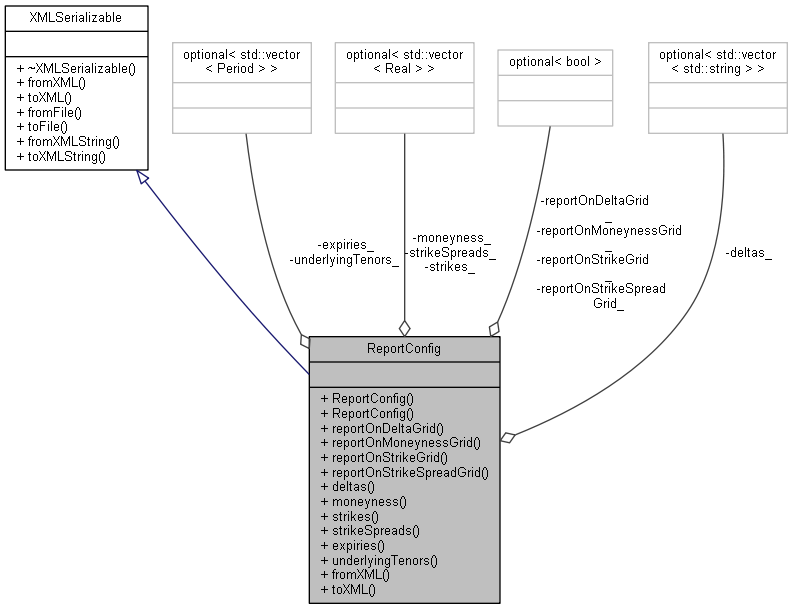 XMLSerializable
+ ~XMLSerializable()
+ fromXML()
+ toXML()
+ fromFile()
+ toFile()
+ fromXMLString()
+ toXMLString()
optional< std::vector
< Period > >
optional< std::vector
< Real > >
optional< bool >
optional< std::vector
< std::string > >
-expiries_
-underlyingTenors_
-moneyness_
-strikeSpreads_
-strikes_
-reportOnDeltaGrid
_
-reportOnMoneynessGrid
_
-reportOnStrikeGrid
_
-reportOnStrikeSpread
Grid_
-deltas_
ReportConfig
+ ReportConfig()
+ ReportConfig()
+ reportOnDeltaGrid()
+ reportOnMoneynessGrid()
+ reportOnStrikeGrid()
+ reportOnStrikeSpreadGrid()
+ deltas()
+ moneyness()
+ strikes()
+ strikeSpreads()
+ expiries()
+ underlyingTenors()
+ fromXML()
+ toXML()